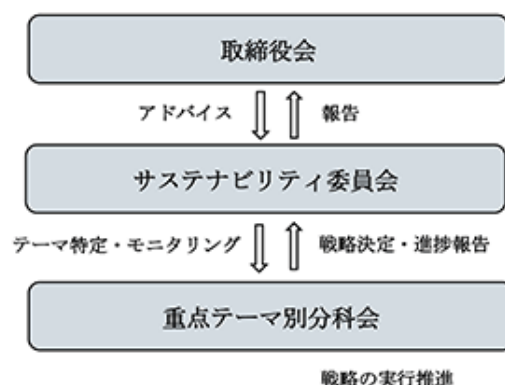 取締役会
アドバイス 報告
サステナビリティ委員会
テーマ特定・モニタリング 戦略決定・進捗報告
重点テーマ別分科会
戦略の実行推進